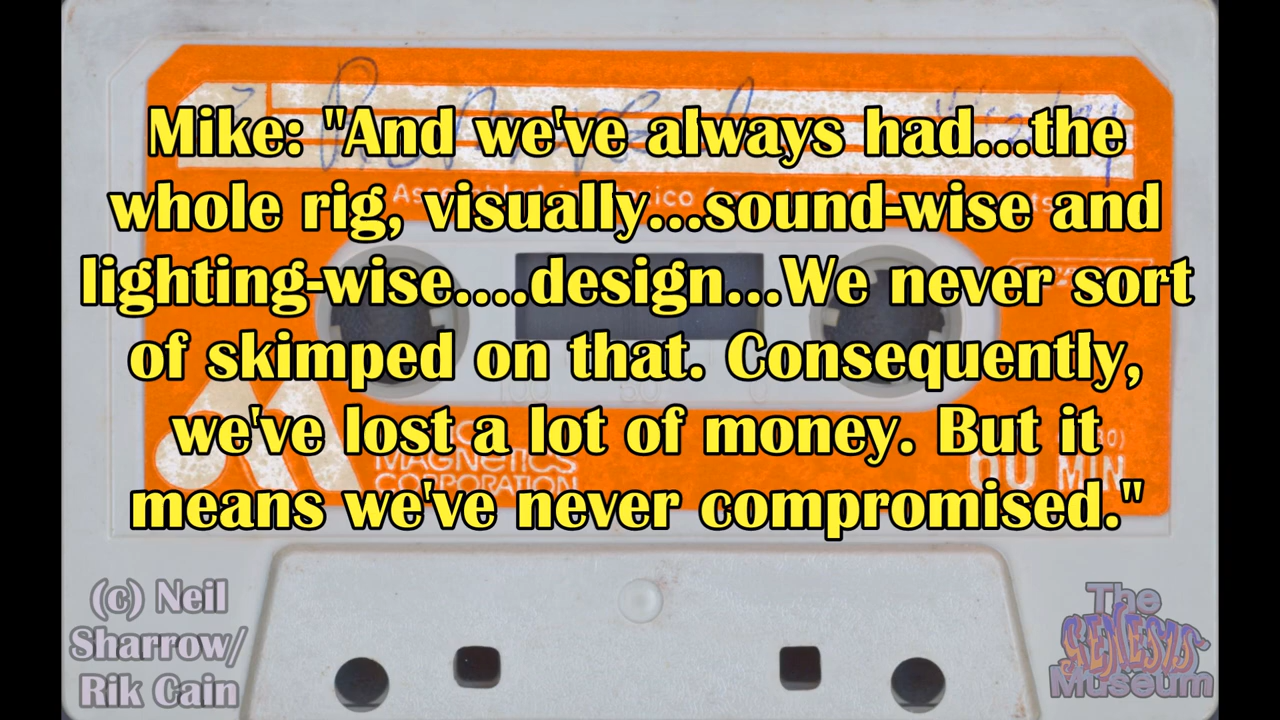 Mike: "And we've always had...the
whole rig, visually...sound-wise and
lighting-wise....design...We never sort
of skimped on that. Consequently,
we've lost a lot of money. But it
means we've never compromised."
MAGNETICS
CORPORATION
60 MIN
(c) Neil
Sharrow/
Rik Cain
The
GENESIS
Museum